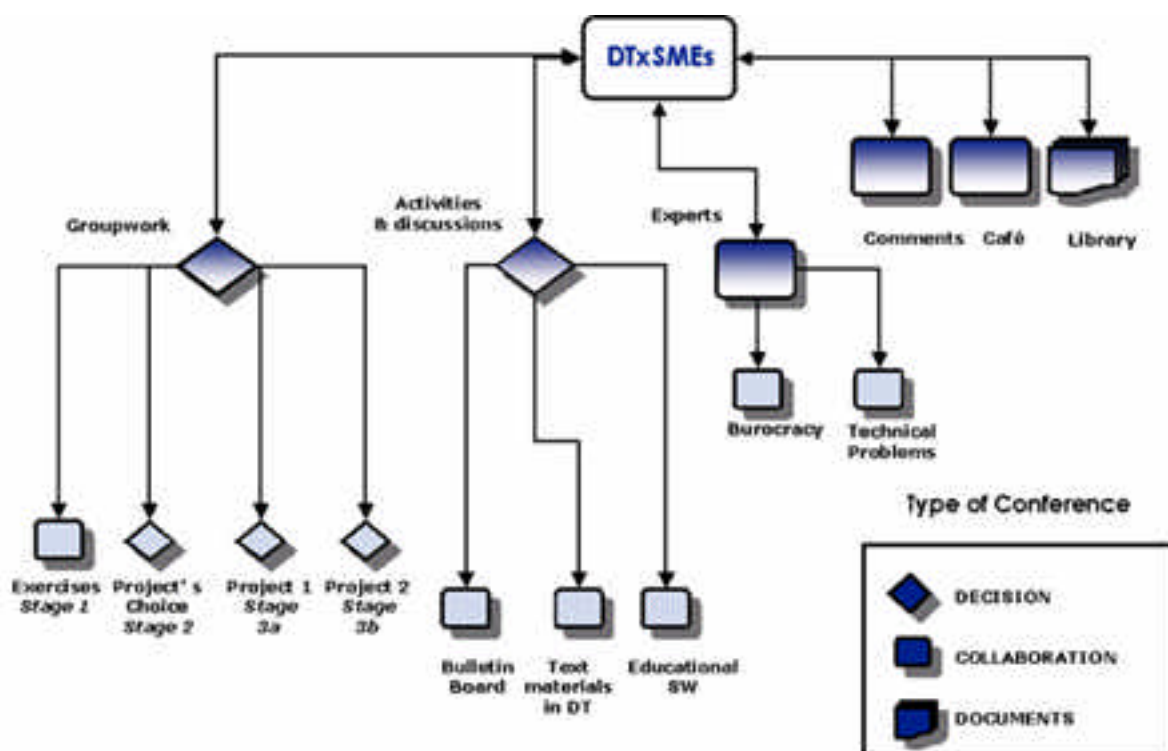 DTxSMEs
Groupwork
Activities
& discussions
Experts
Comments
Café
Library
Burocracy
Technical
Problems
Exercises
Stage 1
Project's
Choice
Stage 2
Project 1
Stage
3a
Project 2
Stage
3b
Bulletin
Board
Text
materials
in DT
Educational
SW
Type of Conference
DECISION
COLLABORATION
DOCUMENTS